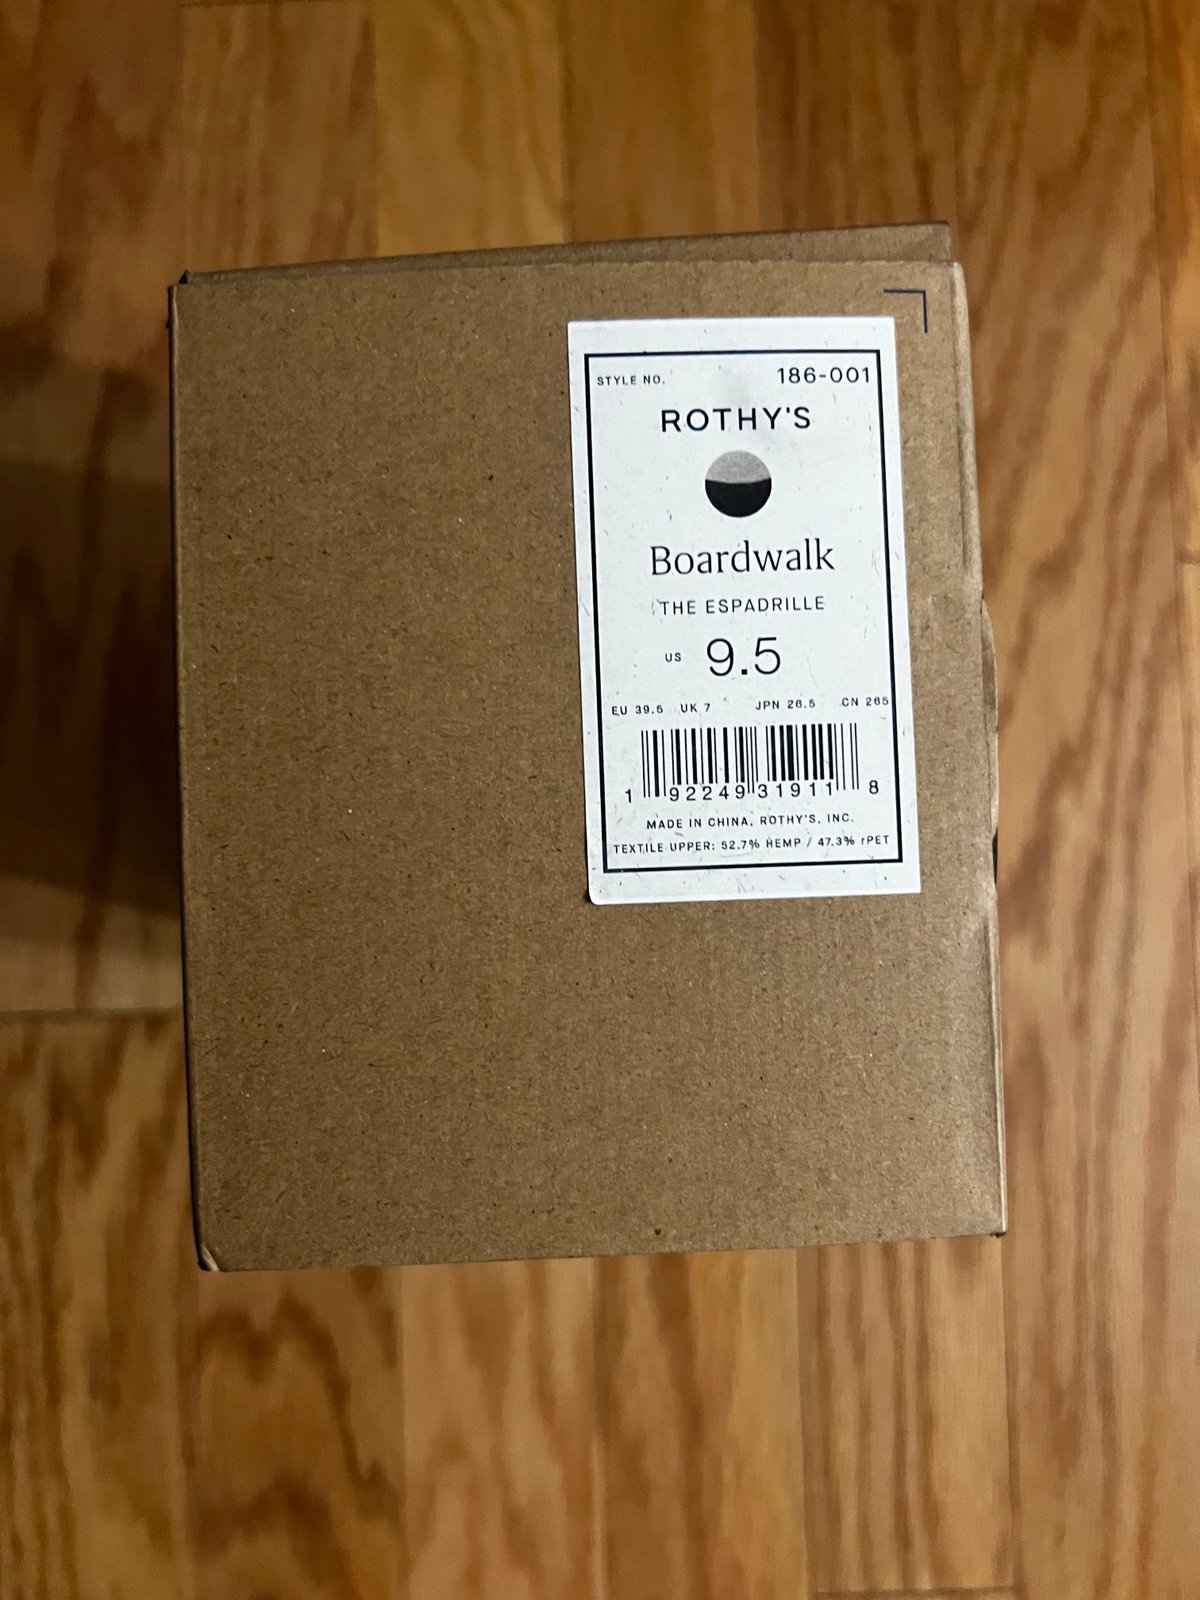 STYLE NO. 186-001
ROTHY'S
Boardwalk
THE ESPADRILLE
US 9.5
EU 39.5 UK 7 JPN 26.5 CN 265
1 92249 31911 8
MADE IN CHINA, ROTHY'S, INC.
TEXTILE UPPER: 52.7% HEMP / 47.3% rPET